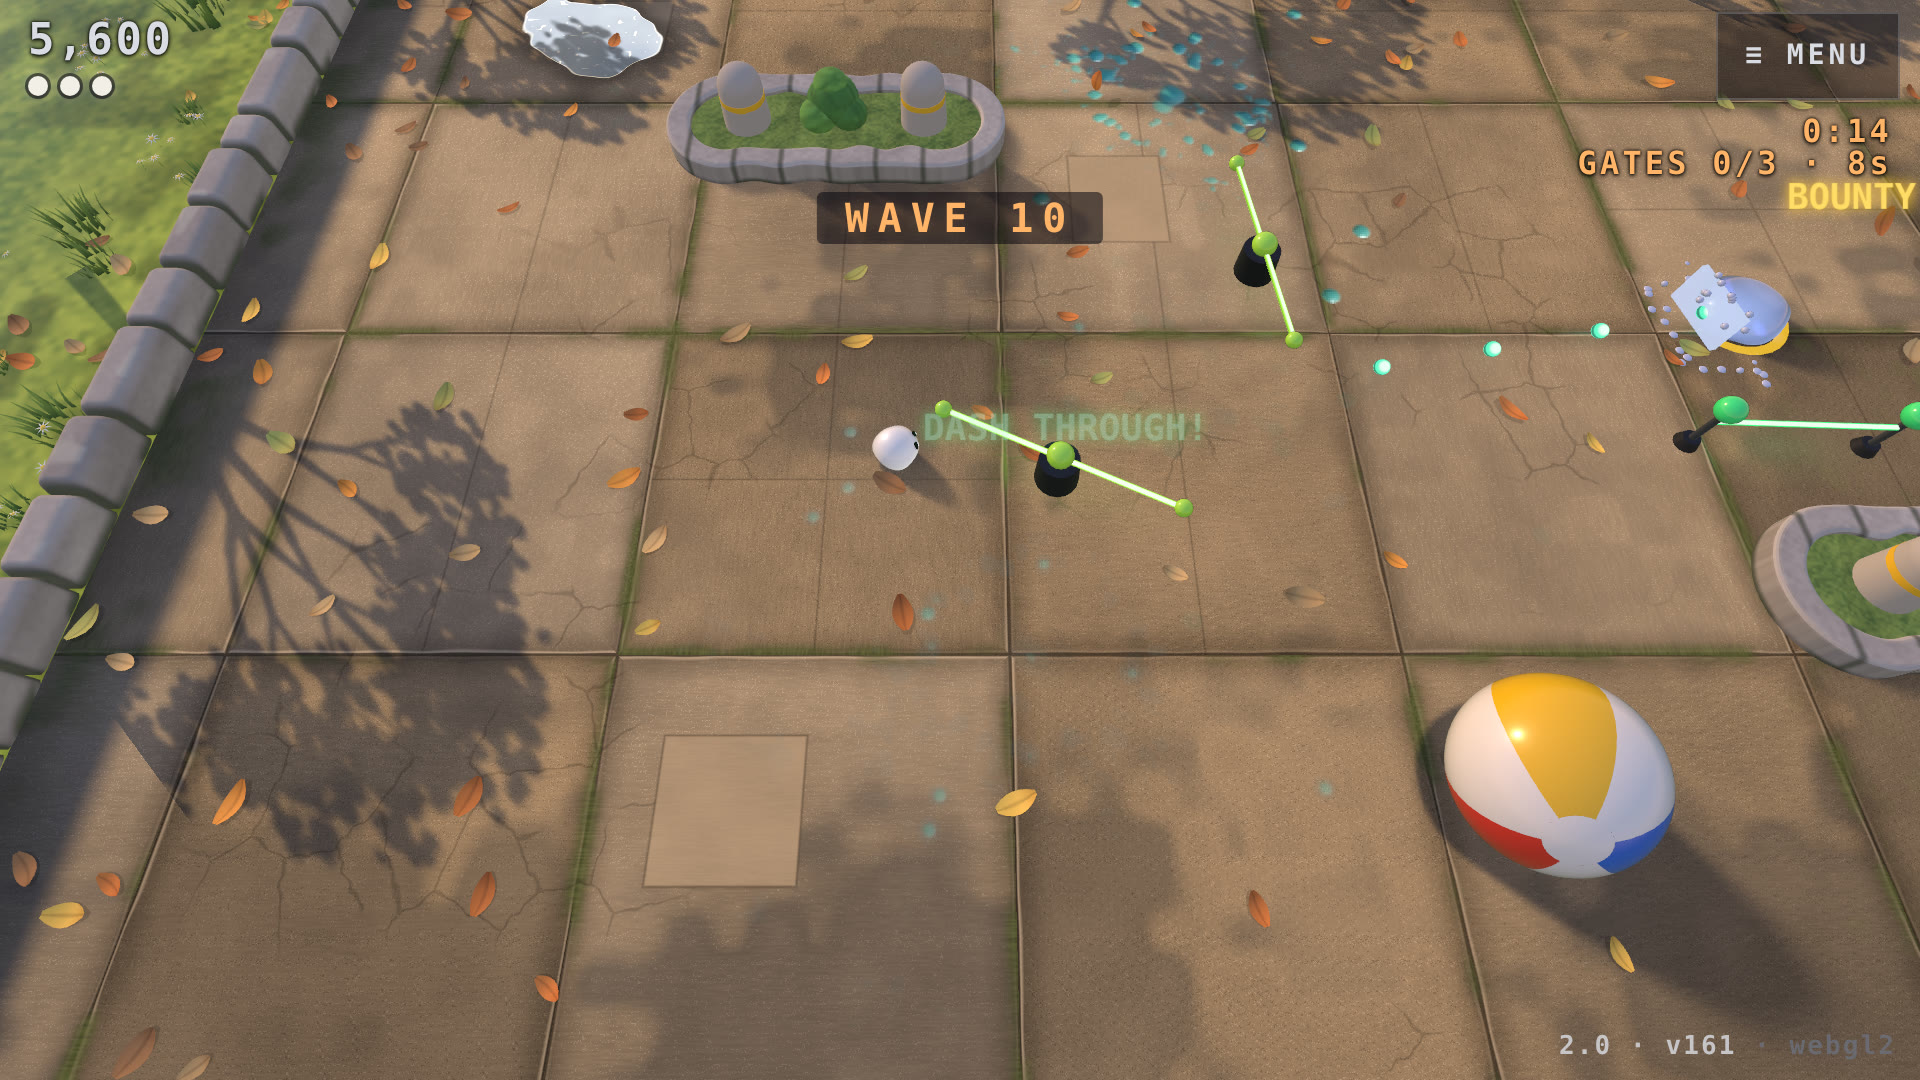 5,600
≡ MENU
0:14
GATES 0/3 · 8s
BOUNTY
WAVE 10
DASH THROUGH!
2.0 · v161 · webgl2